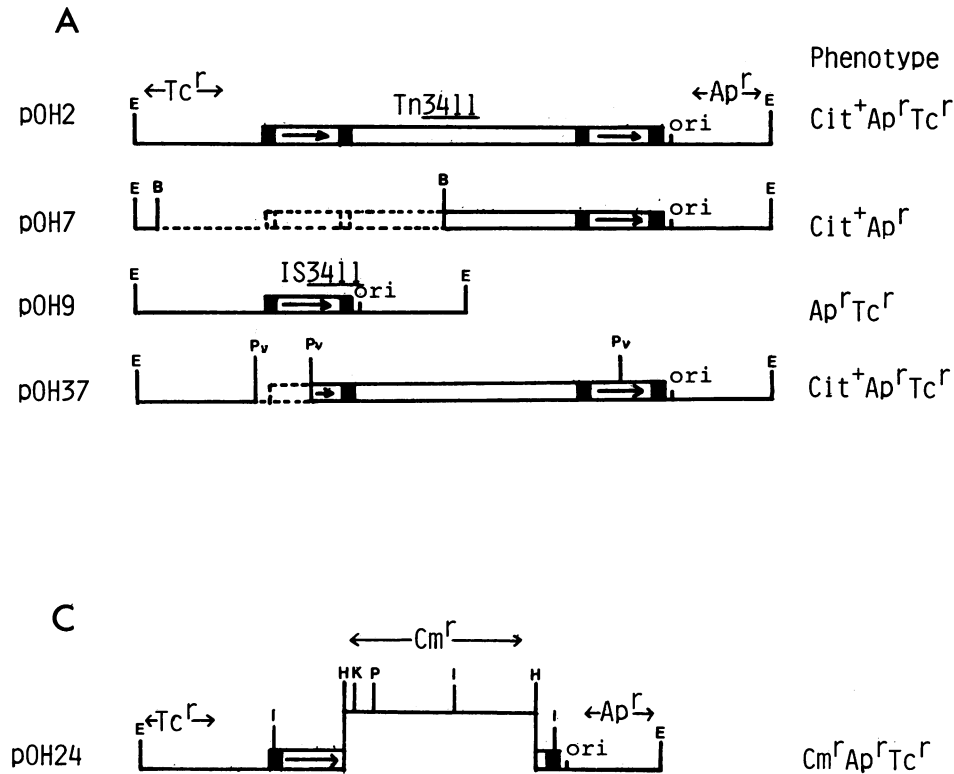 A
Phenotype
pOH2 E ←Tcr→ Tn3411 ←Apr→ E ori Cit+AprTcr
pOH7 E B B ori E Cit+Apr
pOH9 E IS3411 ori E AprTcr
pOH37 E Pv Pv Pv ori E Cit+AprTcr
C
←Cmr→
H K P I H
pOH24 E ←Tcr→ I I ori ←Apr→ E CmrAprTcr